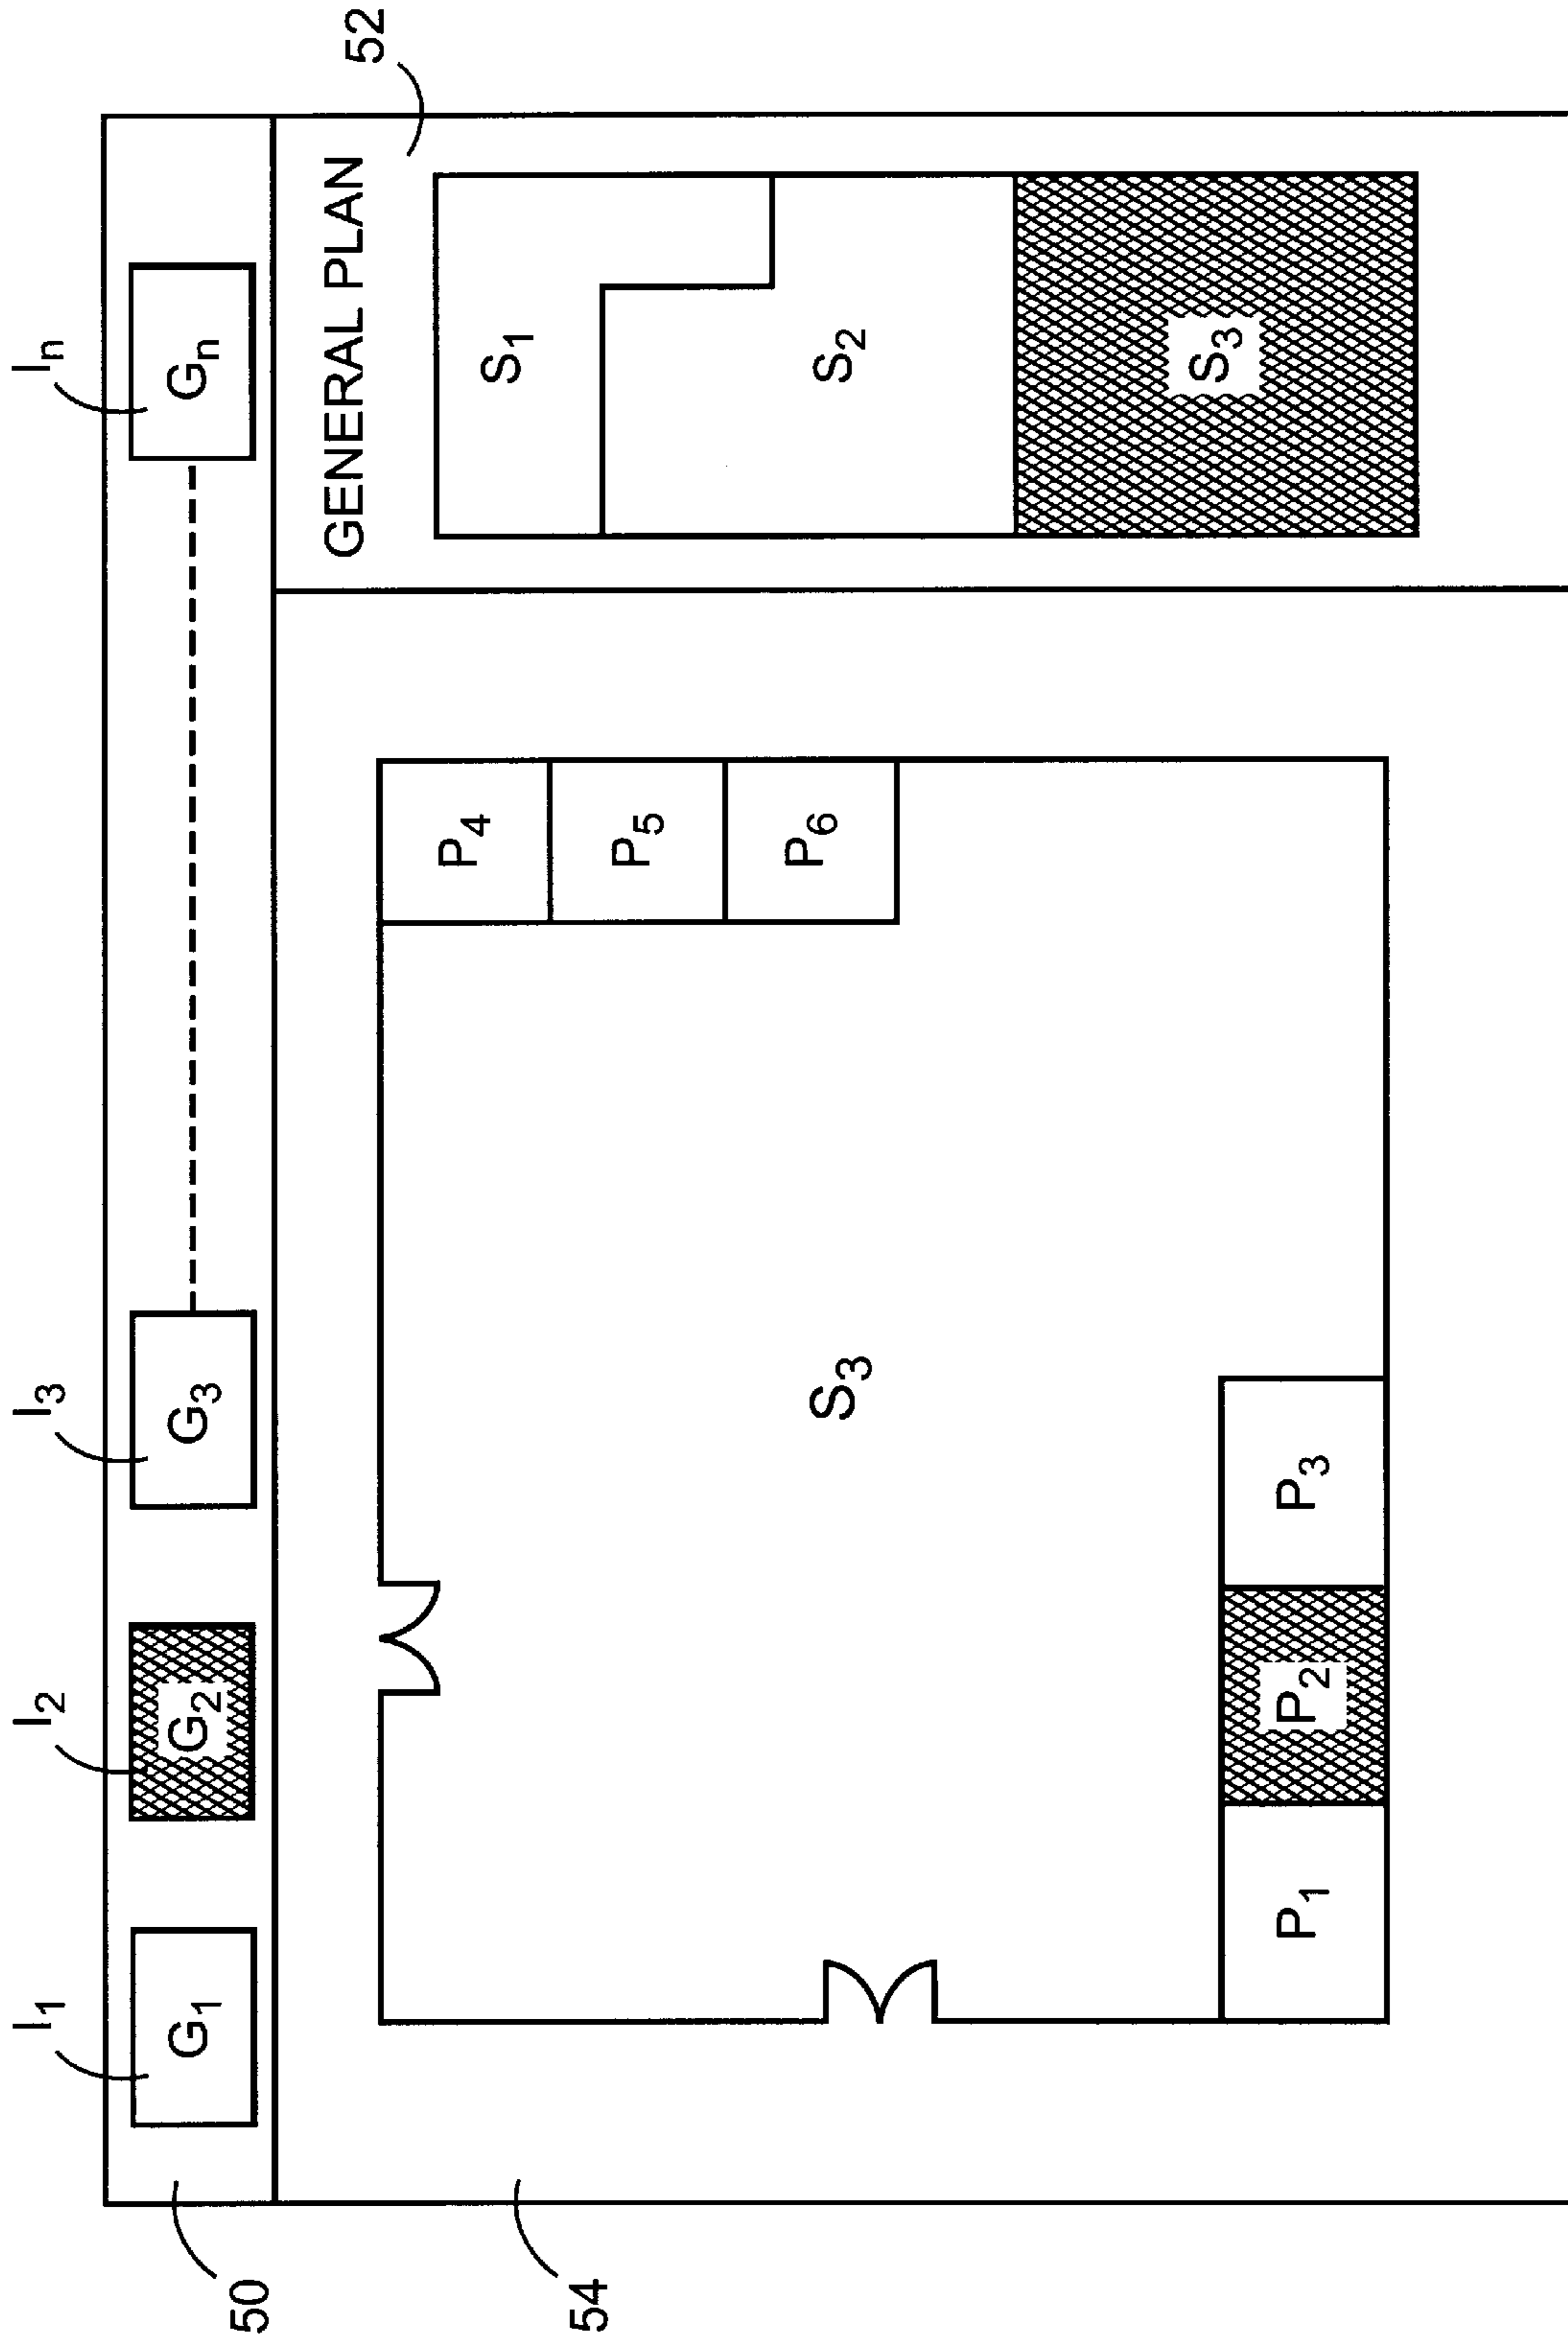 I1
I2
I3
In
50
G1
G2
G3
Gn
52
GENERAL PLAN
54
P4
S1
P5
P6
S2
S3
S3
P1
P2
P3